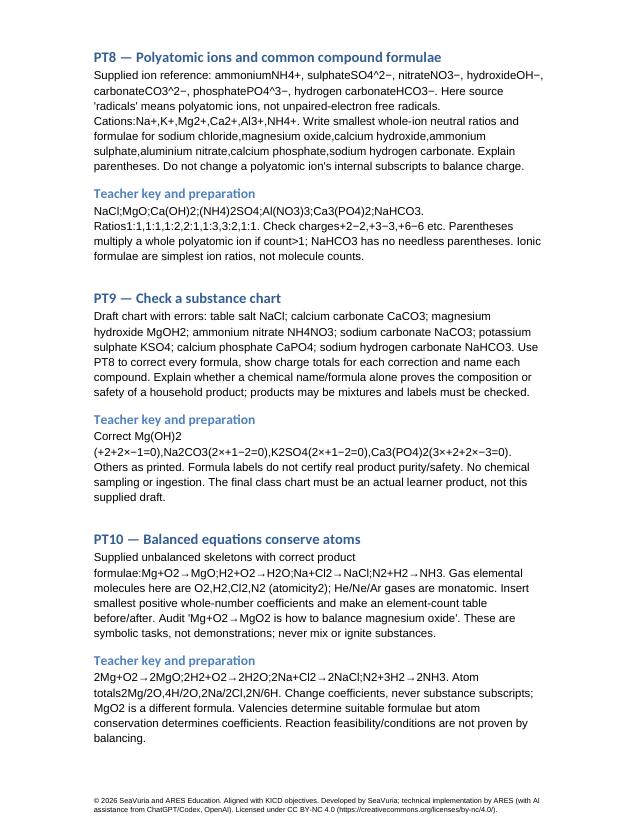 PT8 — Polyatomic ions and common compound formulae
Supplied ion reference: ammoniumNH4+, sulphateSO4^2−, nitrateNO3−, hydroxideOH−,
carbonateCO3^2−, phosphatePO4^3−, hydrogen carbonateHCO3−. Here source
'radicals' means polyatomic ions, not unpaired-electron free radicals.
Cations:Na+,K+,Mg2+,Ca2+,Al3+,NH4+. Write smallest whole-ion neutral ratios and
formulae for sodium chloride,magnesium oxide,calcium hydroxide,ammonium
sulphate,aluminium nitrate,calcium phosphate,sodium hydrogen carbonate. Explain
parentheses. Do not change a polyatomic ion's internal subscripts to balance charge.
Teacher key and preparation
NaCl;MgO;Ca(OH)2;(NH4)2SO4;Al(NO3)3;Ca3(PO4)2;NaHCO3.
Ratios1:1,1:1,1:2,2:1,1:3,3:2,1:1. Check charges+2−2,+3−3,+6−6 etc. Parentheses
multiply a whole polyatomic ion if count>1; NaHCO3 has no needless parentheses. Ionic
formulae are simplest ion ratios, not molecule counts.
PT9 — Check a substance chart
Draft chart with errors: table salt NaCl; calcium carbonate CaCO3; magnesium
hydroxide MgOH2; ammonium nitrate NH4NO3; sodium carbonate NaCO3; potassium
sulphate KSO4; calcium phosphate CaPO4; sodium hydrogen carbonate NaHCO3. Use
PT8 to correct every formula, show charge totals for each correction and name each
compound. Explain whether a chemical name/formula alone proves the composition or
safety of a household product; products may be mixtures and labels must be checked.
Teacher key and preparation
Correct Mg(OH)2
(+2+2×−1=0),Na2CO3(2×+1−2=0),K2SO4(2×+1−2=0),Ca3(PO4)2(3×+2+2×−3=0).
Others as printed. Formula labels do not certify real product purity/safety. No chemical
sampling or ingestion. The final class chart must be an actual learner product, not this
supplied draft.
PT10 — Balanced equations conserve atoms
Supplied unbalanced skeletons with correct product
formulae:Mg+O2→MgO;H2+O2→H2O;Na+Cl2→NaCl;N2+H2→NH3. Gas elemental
molecules here are O2,H2,Cl2,N2 (atomicity2); He/Ne/Ar gases are monatomic. Insert
smallest positive whole-number coefficients and make an element-count table
before/after. Audit 'Mg+O2→MgO2 is how to balance magnesium oxide'. These are
symbolic tasks, not demonstrations; never mix or ignite substances.
Teacher key and preparation
2Mg+O2→2MgO;2H2+O2→2H2O;2Na+Cl2→2NaCl;N2+3H2→2NH3. Atom
totals2Mg/2O,4H/2O,2Na/2Cl,2N/6H. Change coefficients, never substance subscripts;
MgO2 is a different formula. Valencies determine suitable formulae but atom
conservation determines coefficients. Reaction feasibility/conditions are not proven by
balancing.
© 2026 SeaVuria and ARES Education. Aligned with KICD objectives. Developed by SeaVuria; technical implementation by ARES (with AI
assistance from ChatGPT/Codex, OpenAI). Licensed under CC BY-NC 4.0 (https://creativecommons.org/licenses/by-nc/4.0/).